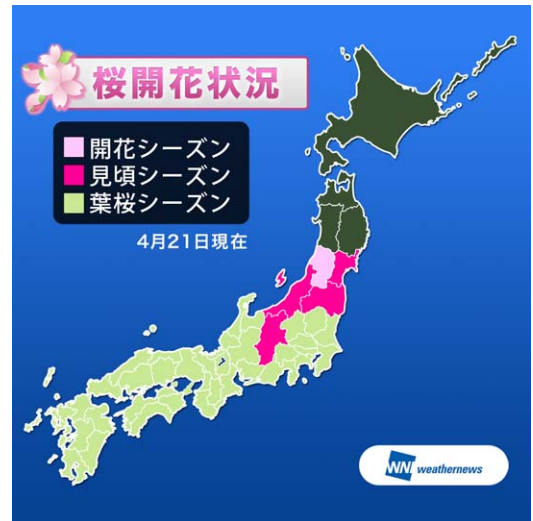 桜開花状況
開花シーズン
見頃シーズン
葉桜シーズン
4月21日現在
WN weathernews